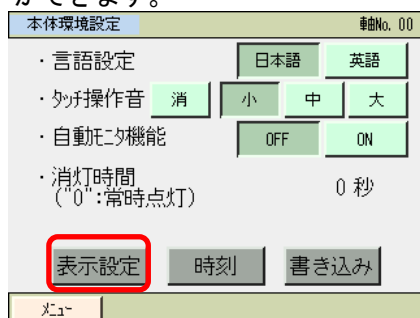 ができます。
本体環境設定 軸No. 00
・言語設定 日本語 英語
・ﾀｯﾁ操作音 消 小 中 大
・自動ﾓﾆﾀ機能 OFF ON
・消灯時間
("0":常時点灯) 0 秒
表示設定 時刻 書き込み
ﾒﾆｭｰ